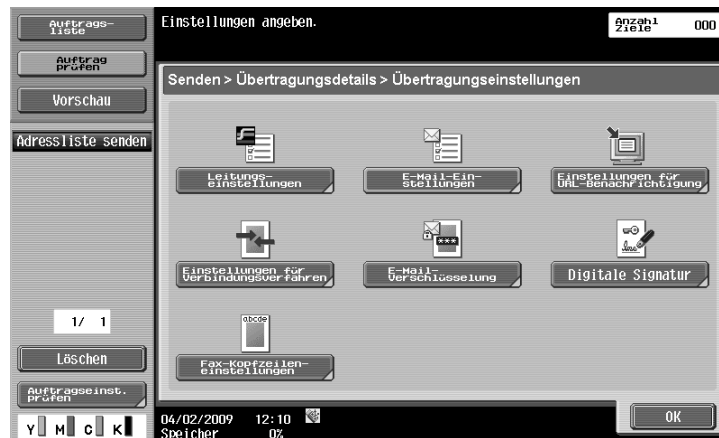 Auftrags-
liste
Auftrag
prüfen
Vorschau
Adressliste senden
1/ 1
Löschen
Auftragseinst.
prüfen
Y M C K
Einstellungen angeben.
Anzahl
Ziele 000
Senden > Übertragungsdetails > Übertragungseinstellungen
Leitungs-
einstellungen
E-Mail-Ein-
stellungen
Einstellungen für
URL-Benachrichtigung
Einstellungen für
Verbindungsverfahren
E-Mail-
Verschlüsselung
Digitale Signatur
abcde
Fax-Kopfzeilen-
einstellungen
04/02/2009 12:10
Speicher 0%
OK